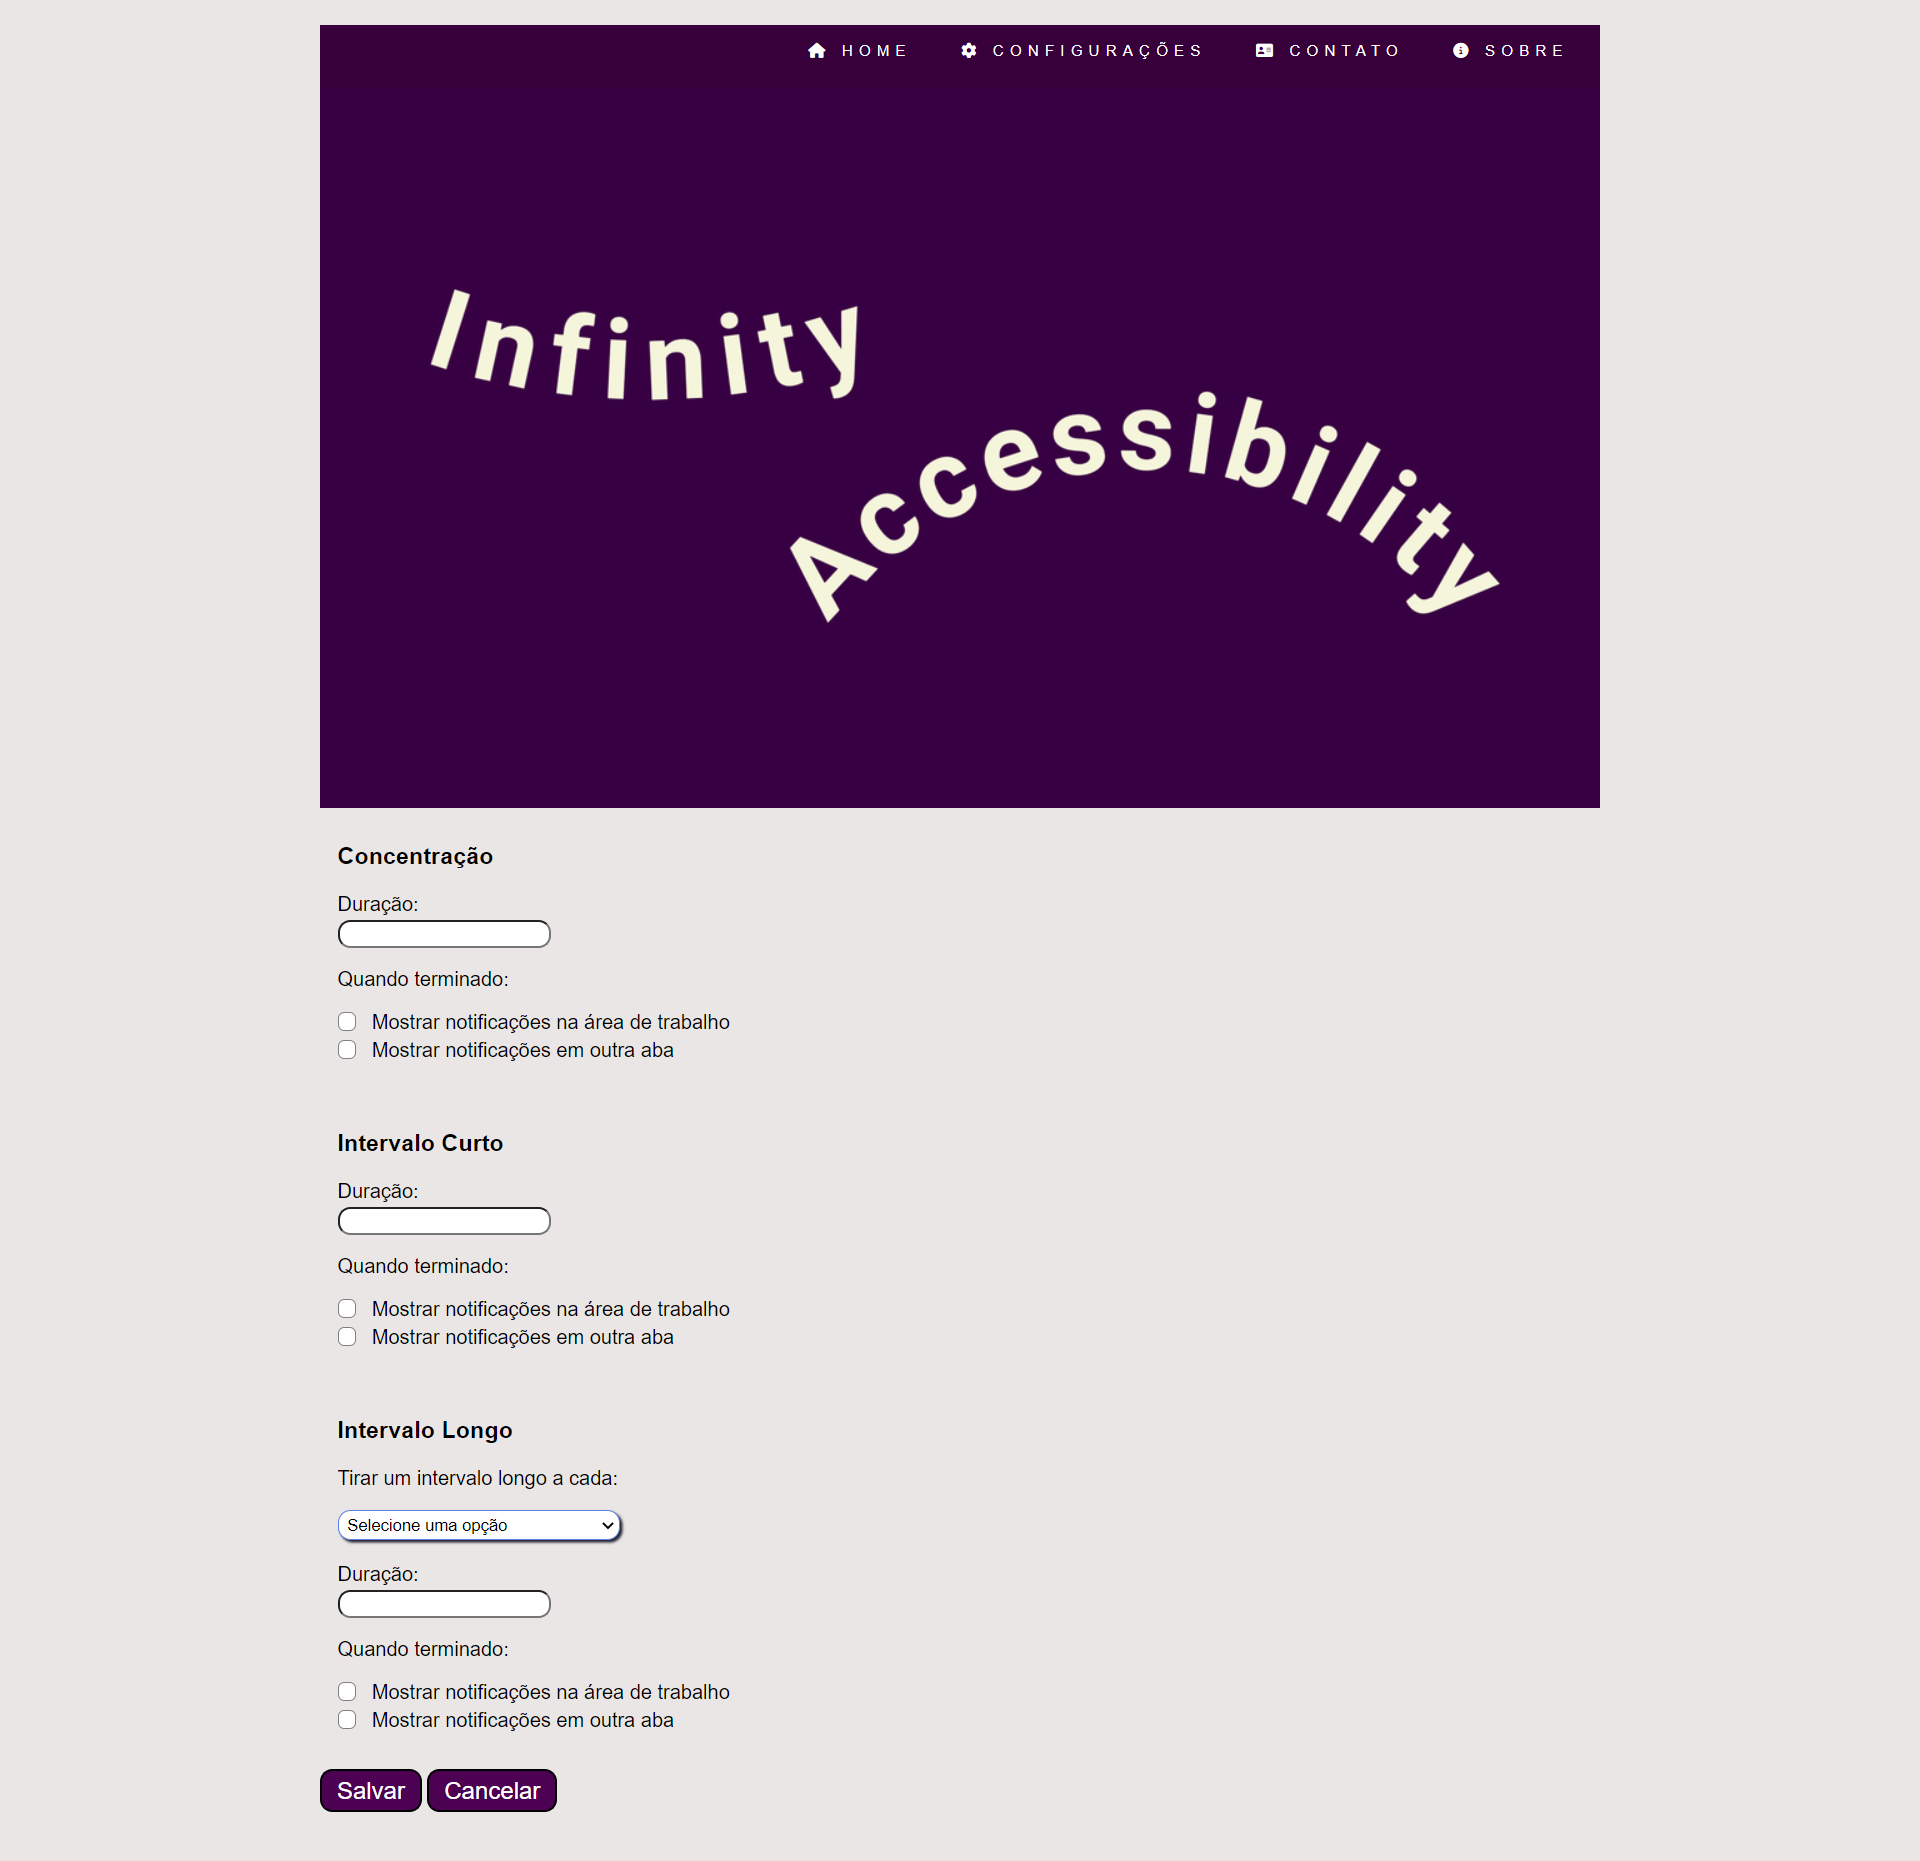 HOME CONFIGURAÇÕES CONTATO SOBRE
Infinity
Accessibility
Concentração
Duração:
Quando terminado:
Mostrar notificações na área de trabalho
Mostrar notificações em outra aba
Intervalo Curto
Duração:
Quando terminado:
Mostrar notificações na área de trabalho
Mostrar notificações em outra aba
Intervalo Longo
Tirar um intervalo longo a cada:
Selecione uma opção
Duração:
Quando terminado:
Mostrar notificações na área de trabalho
Mostrar notificações em outra aba
Salvar Cancelar